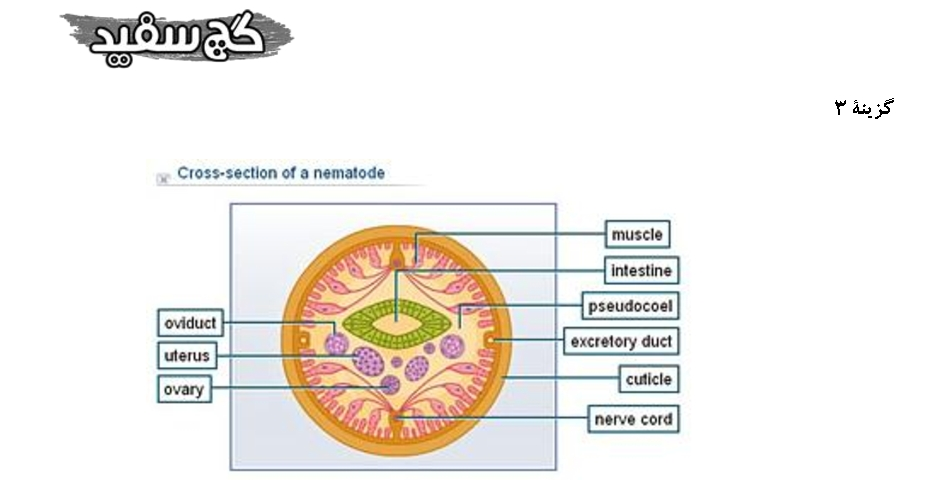 گچ سفید
گزینهٔ ۳
Cross-section of a nematode
muscle
intestine
pseudocoel
oviduct
excretory duct
uterus
cuticle
ovary
nerve cord